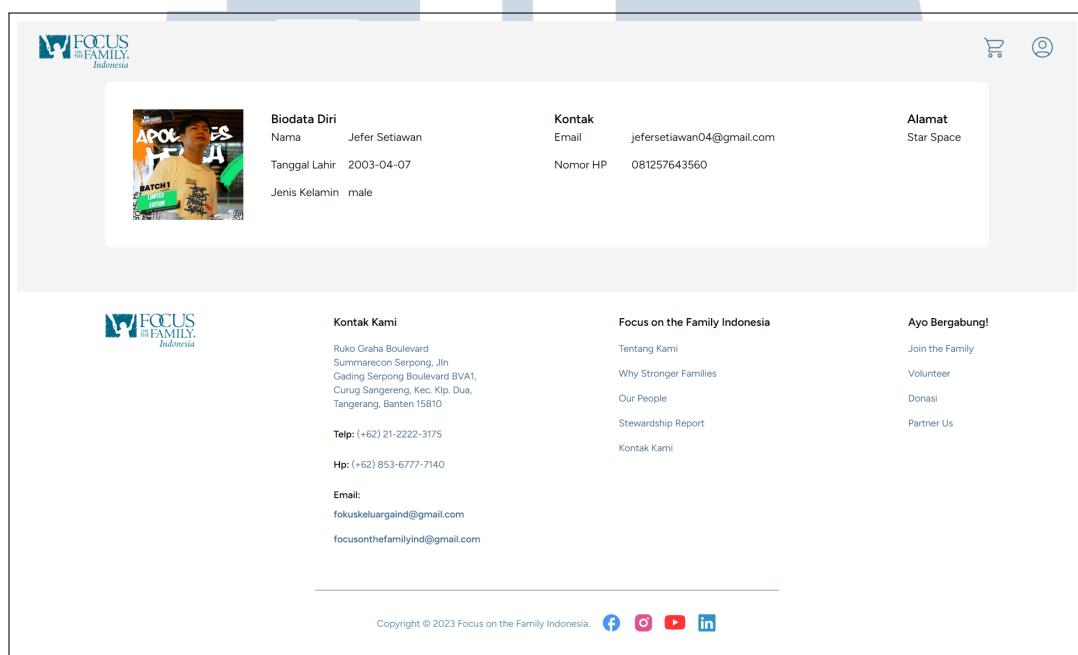 FOCUS
ON THE FAMILY.
Indonesia
Biodata Diri
Nama Jefer Setiawan
Tanggal Lahir 2003-04-07
Jenis Kelamin male
BATCH 1
LIMITED
EDITION
Kontak
Email jefersetiawan04@gmail.com
Nomor HP 081257643560
Alamat
Star Space
FOCUS
ON THE FAMILY.
Indonesia
Kontak Kami
Ruko Graha Boulevard
Summarecon Serpong, Jln
Gading Serpong Boulevard BVA1,
Curug Sangereng, Kec. Klp. Dua,
Tangerang, Banten 15810
Telp: (+62) 21-2222-3175
Hp: (+62) 853-6777-7140
Email:
fokuskeluargaind@gmail.com
focusonthefamilyind@gmail.com
Focus on the Family Indonesia
Tentang Kami
Why Stronger Families
Our People
Stewardship Report
Kontak Kami
Ayo Bergabung!
Join the Family
Volunteer
Donasi
Partner Us
Copyright © 2023 Focus on the Family Indonesia.